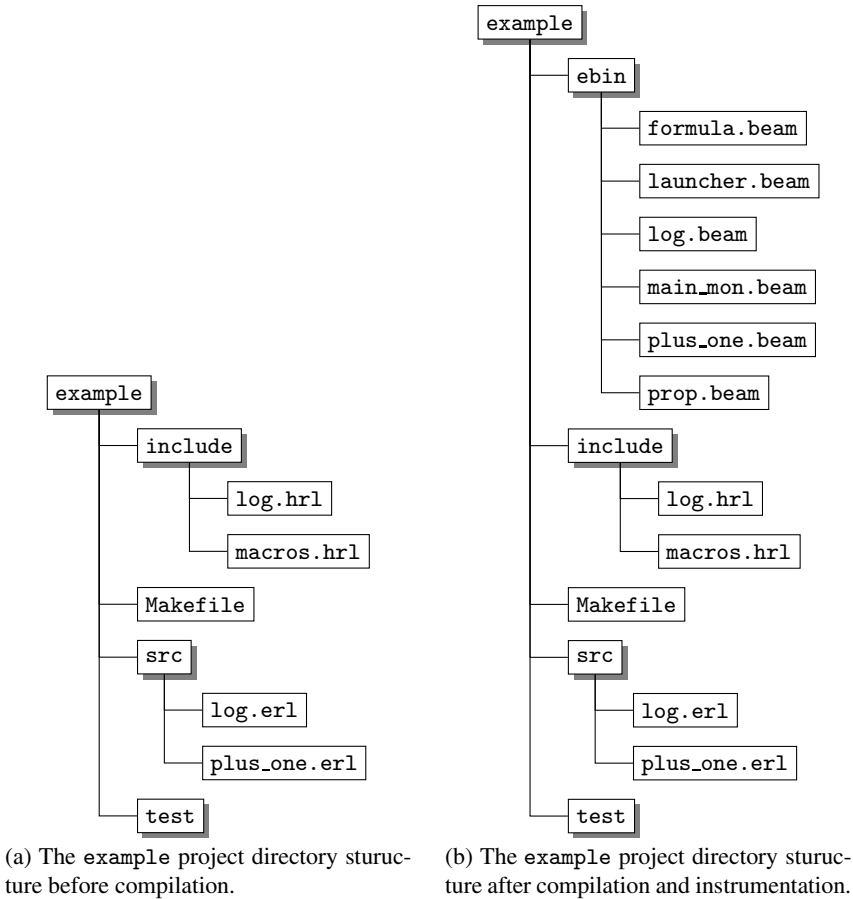 example
include
log.hrl
macros.hrl
Makefile
src
log.erl
plus_one.erl
test
(a) The example project directory sturuc-
ture before compilation.
example
ebin
formula.beam
launcher.beam
log.beam
main_mon.beam
plus_one.beam
prop.beam
include
log.hrl
macros.hrl
Makefile
src
log.erl
plus_one.erl
test
(b) The example project directory sturuc-
ture after compilation and instrumentation.